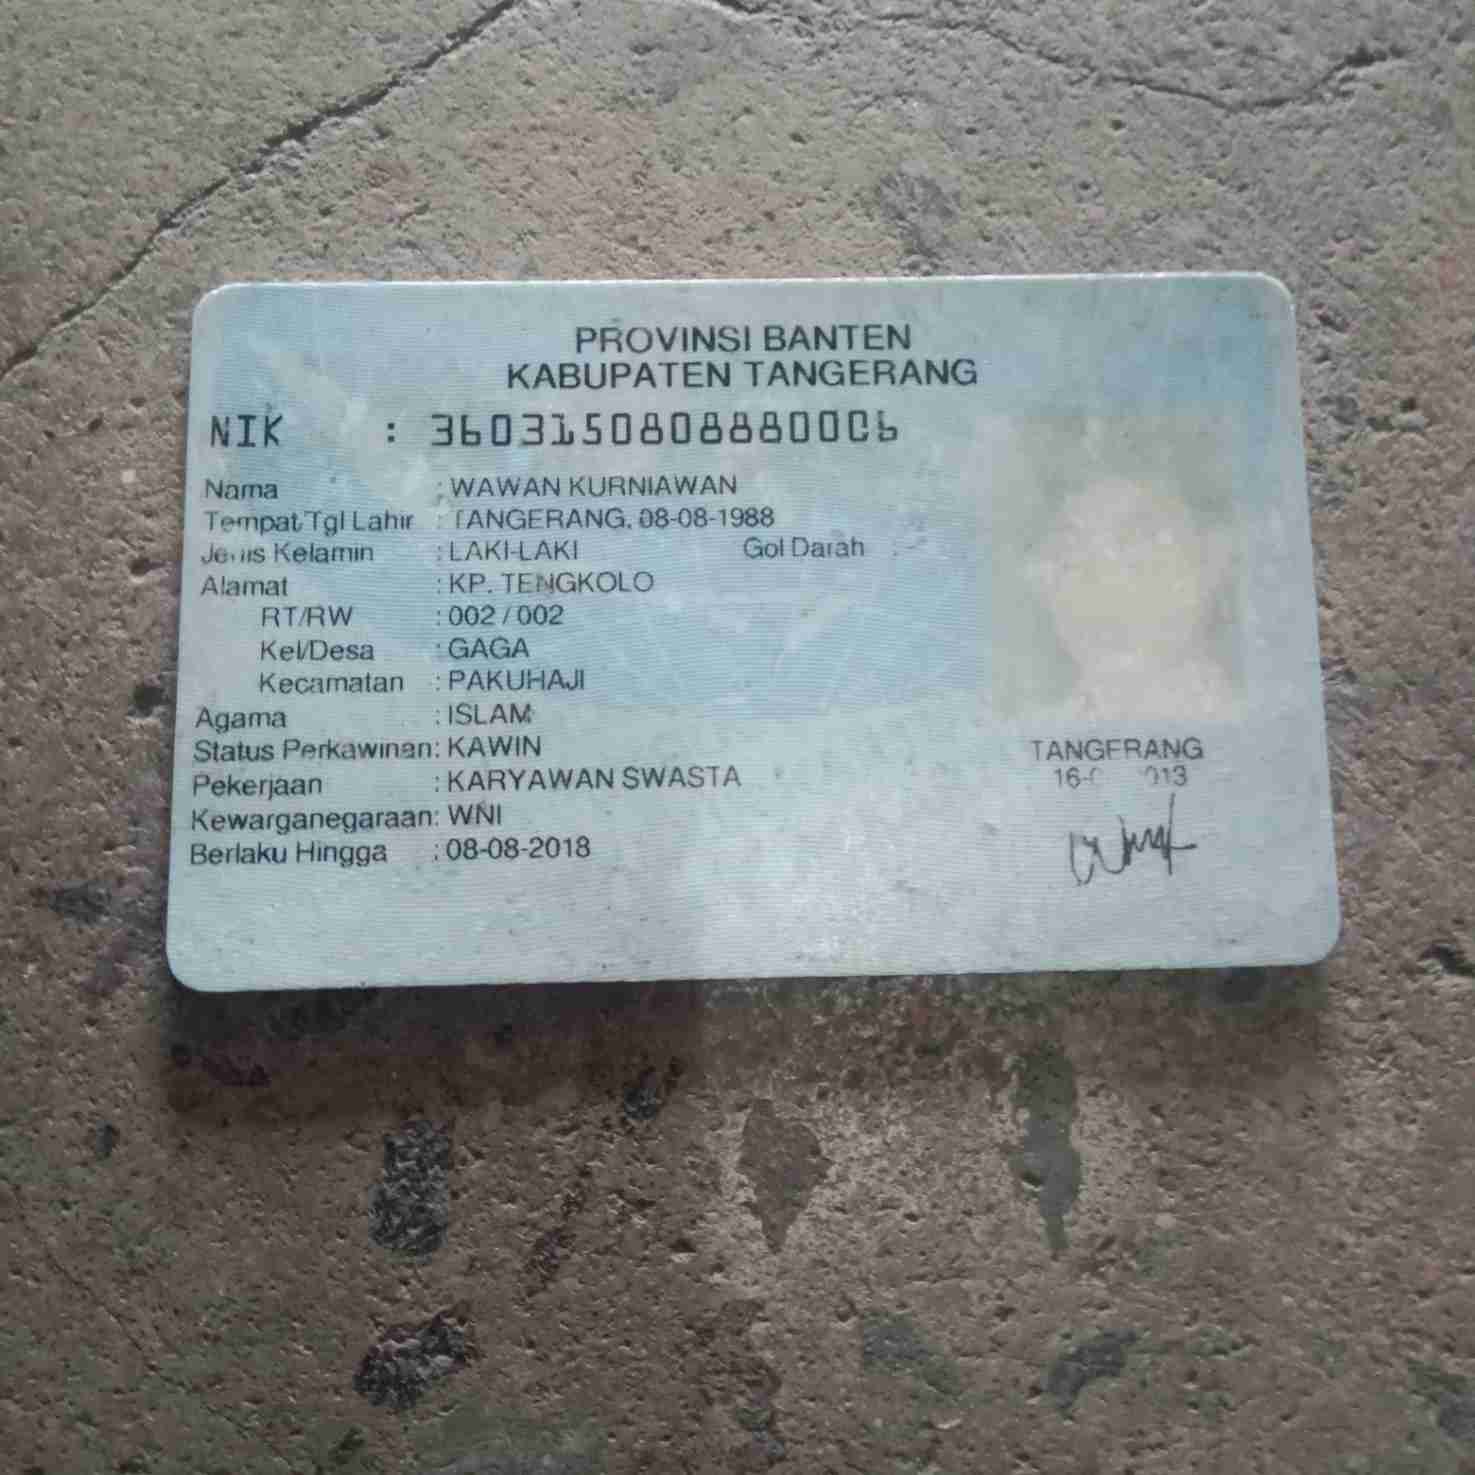 PROVINSI BANTEN
KABUPATEN TANGERANG
NIK : 3603150808880006
Nama : WAWAN KURNIAWAN
Tempat/Tgl Lahir : TANGERANG, 08-08-1988
Jenis Kelamin : LAKI-LAKI Gol Darah : -
Alamat : KP. TENGKOLO
RT/RW : 002 / 002
Kel/Desa : GAGA
Kecamatan : PAKUHAJI
Agama : ISLAM
Status Perkawinan: KAWIN
Pekerjaan : KARYAWAN SWASTA
Kewarganegaraan: WNI
Berlaku Hingga : 08-08-2018
TANGERANG